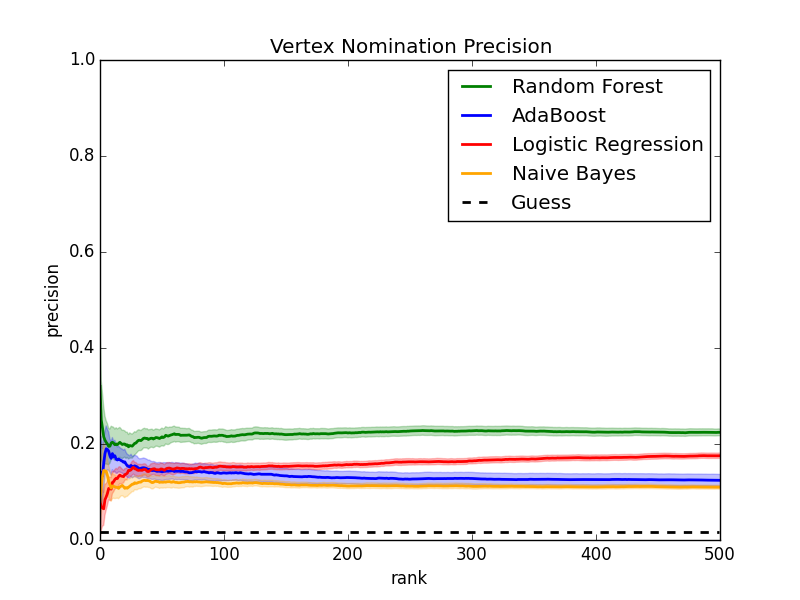 Vertex Nomination Precision
1.0
0.8
0.6
0.4
0.2
0.0
precision
Random Forest
AdaBoost
Logistic Regression
Naive Bayes
Guess
0 100 200 300 400 500
rank